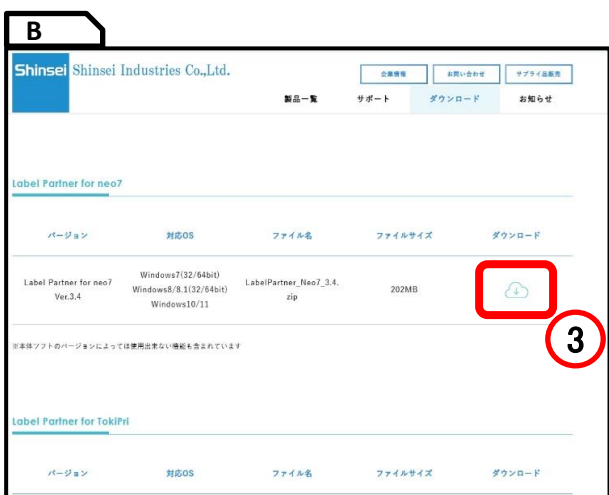 B
Shinsei Shinsei Industries Co.,Ltd.
企業情報 お問い合わせ サプライ品販売
製品一覧 サポート ダウンロード お知らせ
Label Partner for neo7
バージョン 対応OS ファイル名 ファイルサイズ ダウンロード
Label Partner for neo7
Ver.3.4
Windows7(32/64bit)
Windows8/8.1(32/64bit)
Windows10/11
LabelPartner_Neo7_3.4.
zip
202MB
3
※本体ソフトのバージョンによっては使用出来ない機能も含まれています
Label Partner for TokiPri
バージョン 対応OS ファイル名 ファイルサイズ ダウンロード